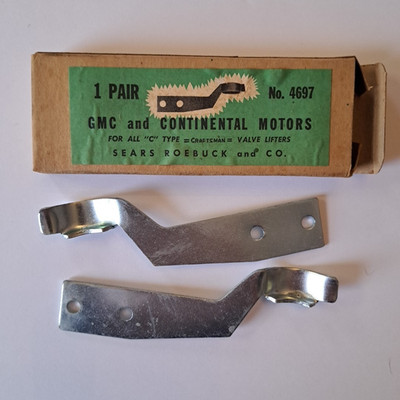 1 PAIR No. 4697
GMC and CONTINENTAL MOTORS
FOR ALL "C" TYPE =CRAFTSMAN= VALVE LIFTERS
SEARS ROEBUCK and CO.